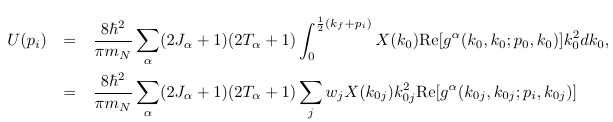 U(p_i) = \frac{8\hbar^2}{\pi m_N} \sum_{\alpha} (2J_\alpha + 1)(2T_\alpha + 1) \int_0^{\frac{1}{2}(k_f + p_i)} X(k_0) \mathrm{Re}[g^\alpha(k_0, k_0; p_0, k_0)] k_0^2 dk_0,
= \frac{8\hbar^2}{\pi m_N} \sum_{\alpha} (2J_\alpha + 1)(2T_\alpha + 1) \sum_j w_j X(k_{0j}) k_{0j}^2 \mathrm{Re}[g^\alpha(k_{0j}, k_{0j}; p_i, k_{0j})]